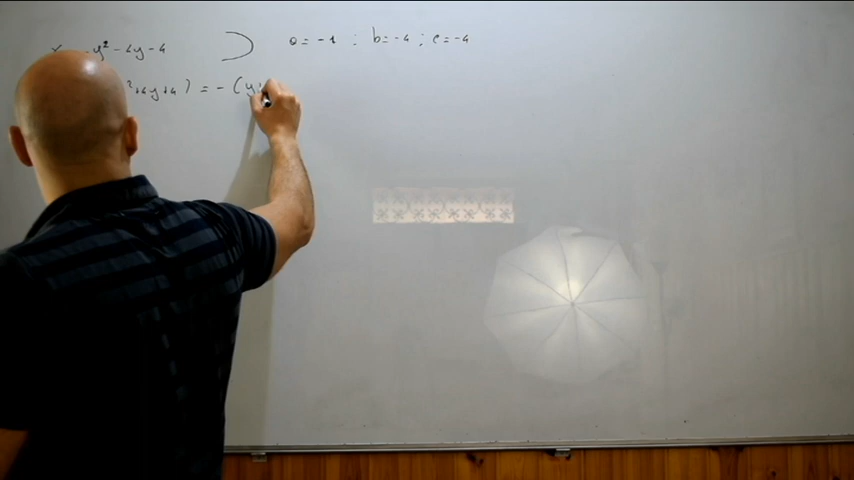 y² - 4y - 4 a = -1 ; b = -4 ; c = -4
² + 4y + 4 ) = - (y +